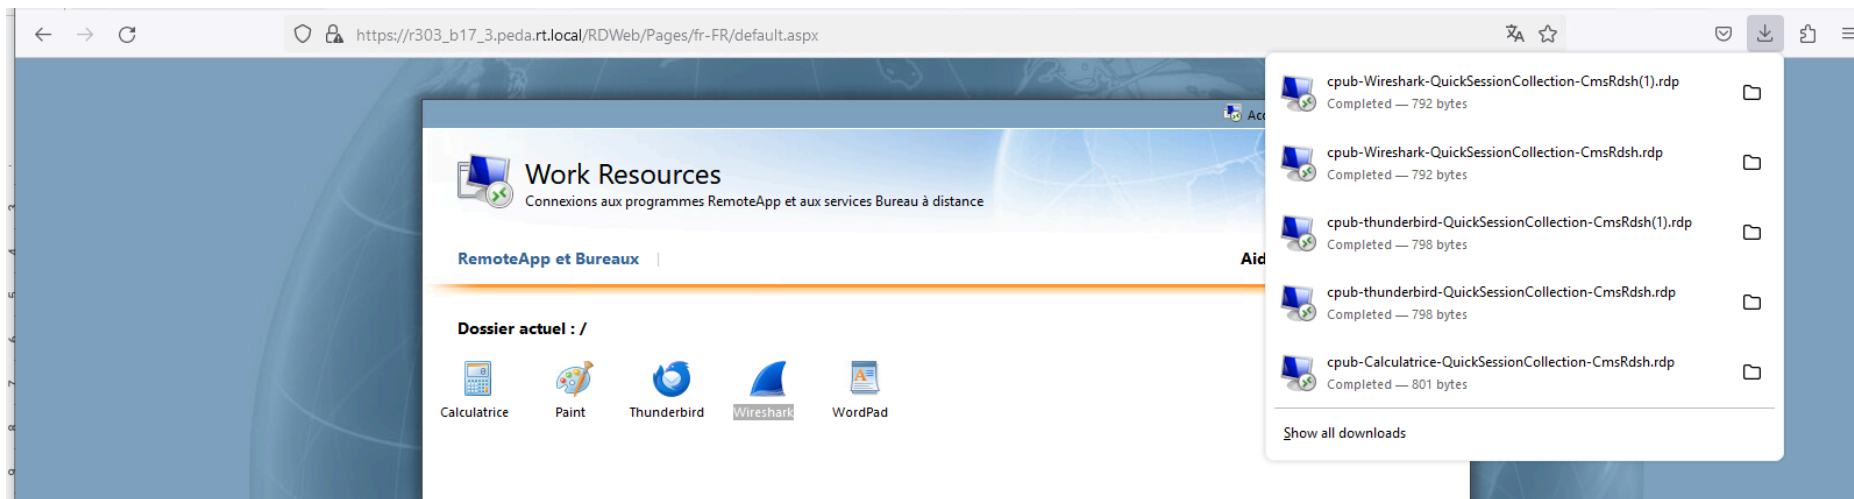 https://r303_b17_3.peda.rt.local/RDWeb/Pages/fr-FR/default.aspx
cpub-Wireshark-QuickSessionCollection-CmsRdsh(1).rdp
Completed — 792 bytes
cpub-Wireshark-QuickSessionCollection-CmsRdsh.rdp
Completed — 792 bytes
cpub-thunderbird-QuickSessionCollection-CmsRdsh(1).rdp
Completed — 798 bytes
cpub-thunderbird-QuickSessionCollection-CmsRdsh.rdp
Completed — 798 bytes
cpub-Calculatrice-QuickSessionCollection-CmsRdsh.rdp
Completed — 801 bytes
Show all downloads
Work Resources
Connexions aux programmes RemoteApp et aux services Bureau à distance
RemoteApp et Bureaux
Dossier actuel : /
Calculatrice
Paint
Thunderbird
Wireshark
WordPad